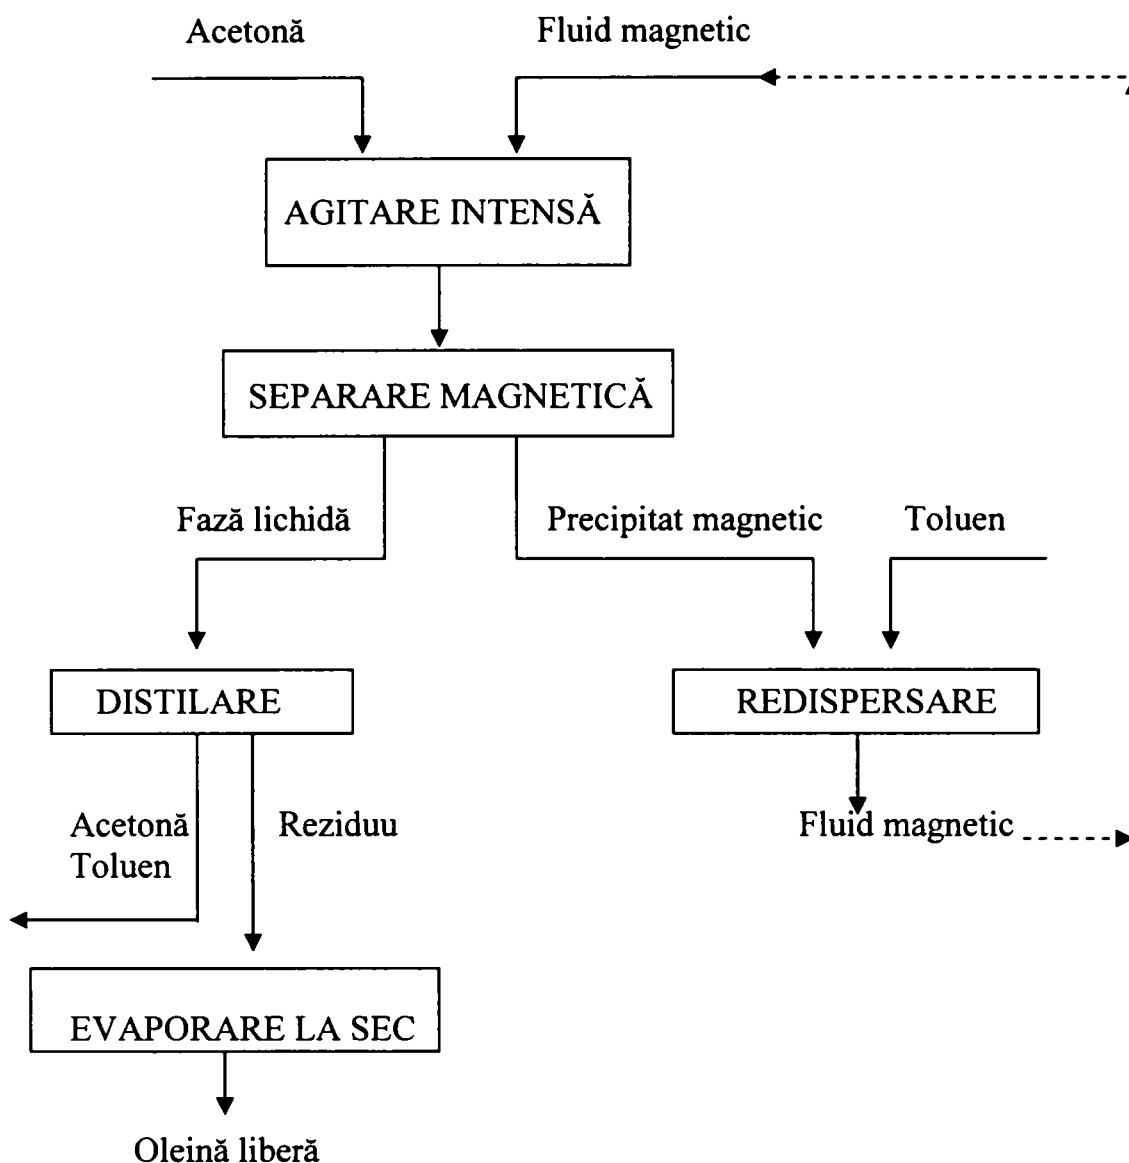 Acetonă
Fluid magnetic
AGITARE INTENSĂ
SEPARARE MAGNETICĂ
Fază lichidă
Precipitat magnetic
Toluen
DISTILARE
REDISPERSARE
Acetonă
Toluen
Reziduu
Fluid magnetic
EVAPORARE LA SEC
Oleină liberă